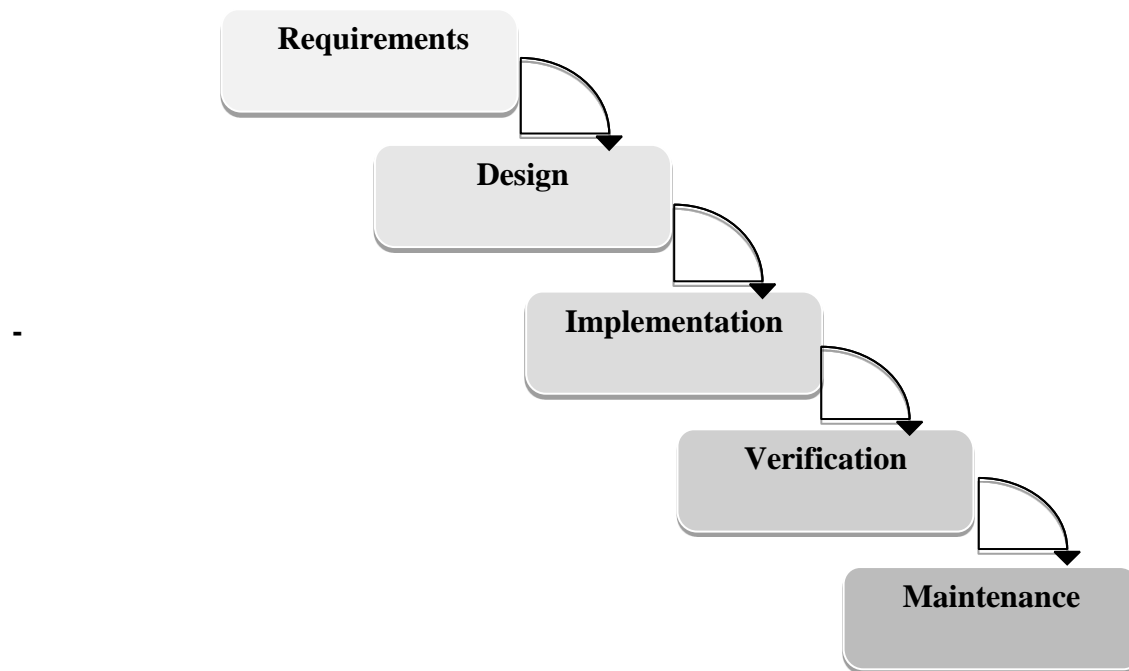 Requirements
Design
-
Implementation
Verification
Maintenance